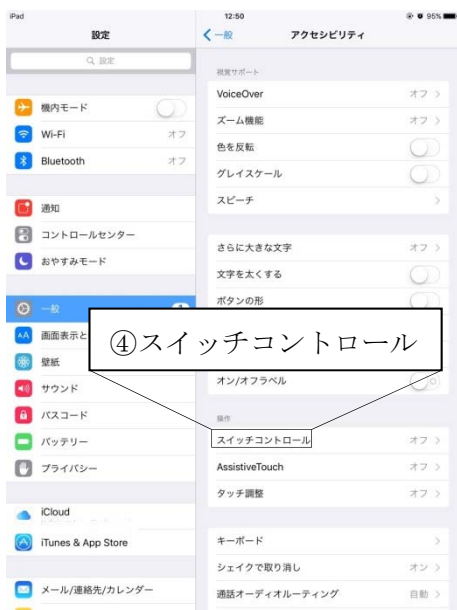 iPad
12:50
95%
設定
設定
機内モード
Wi-Fi
オフ
Bluetooth
オフ
通知
コントロールセンター
おやすみモード
一般
画面表示と
壁紙
サウンド
パスコード
バッテリー
プライバシー
iCloud
iTunes & App Store
メール/連絡先/カレンダー
一般
アクセシビリティ
視覚サポート
VoiceOver
オフ
ズーム機能
オフ
色を反転
グレイスケール
スピーチ
さらに大きな文字
オフ
文字を太くする
ボタンの形
④スイッチコントロール
オン/オフラベル
操作
スイッチコントロール
オフ
AssistiveTouch
オフ
タッチ調整
オフ
キーボード
シェイクで取り消し
オン
通話オーディオルーティング
自動